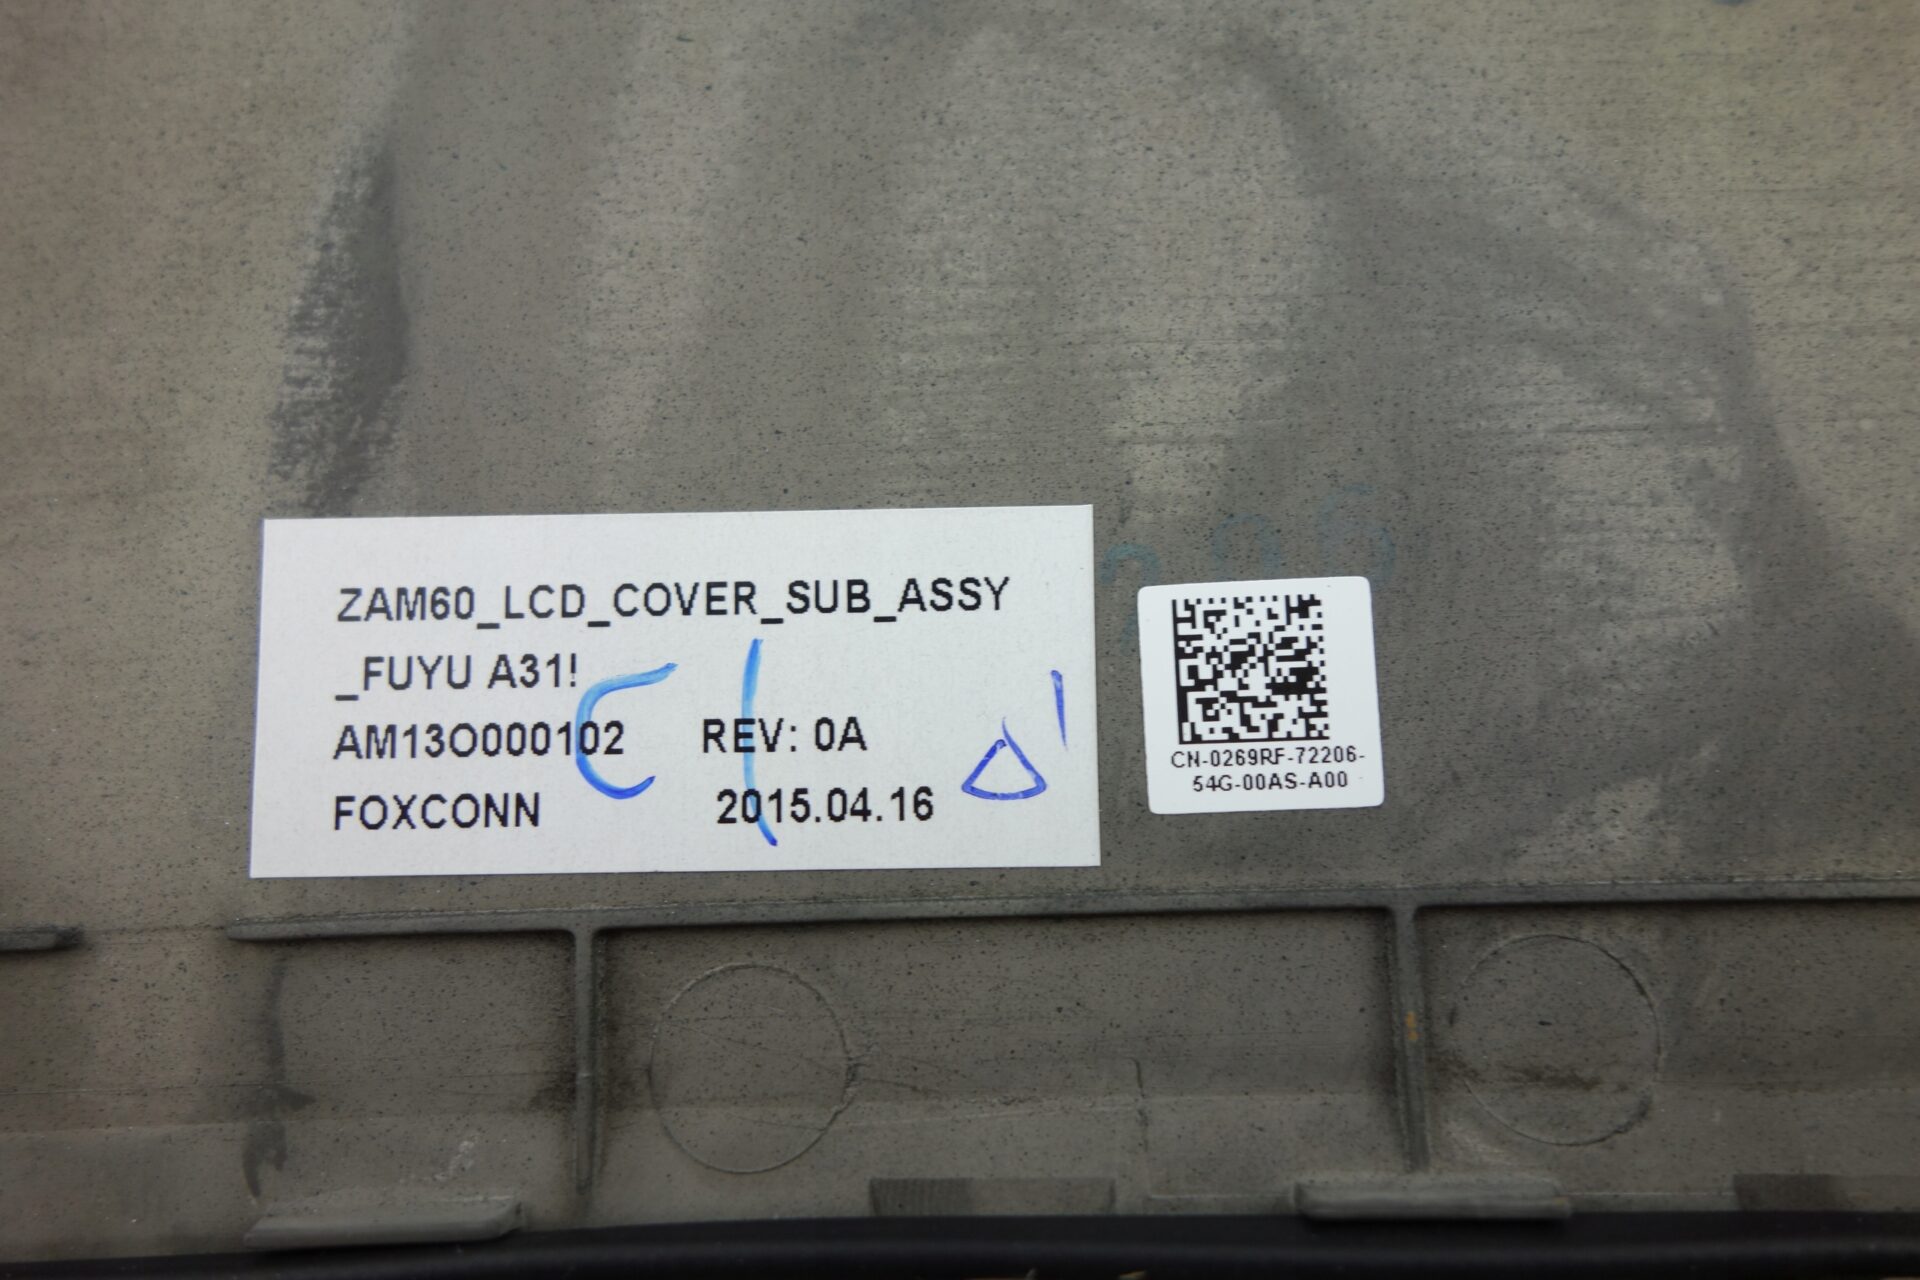 ZAM60_LCD_COVER_SUB_ASSY
_FUYU A31!
AM13O000102 REV: 0A
FOXCONN 2015.04.16
CN-0269RF-72206-
54G-00AS-A00